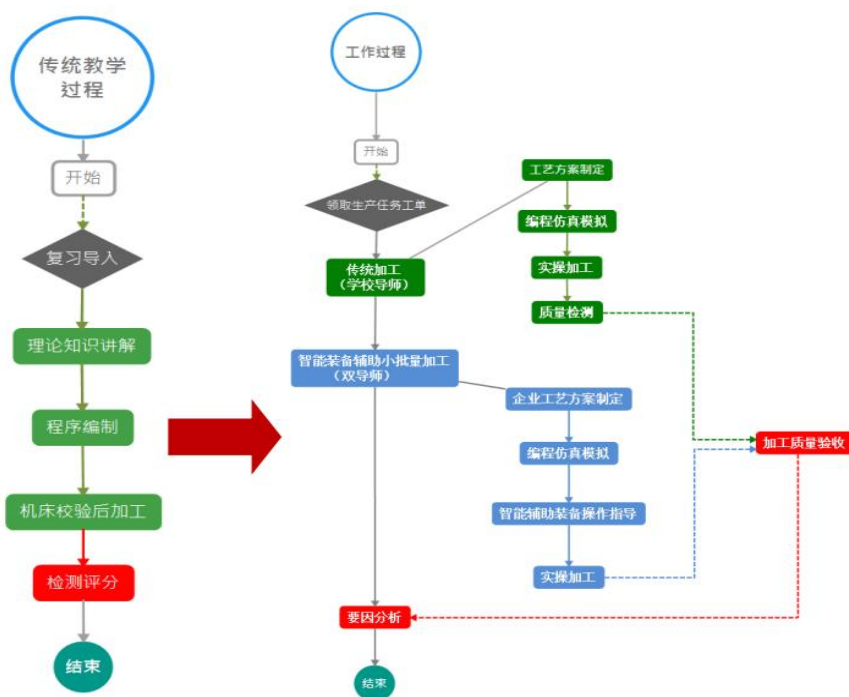 传统教学
过程
开始
复习导入
理论知识讲解
程序编制
机床校验后加工
检测评分
结束
工作过程
开始
领取生产任务工单
传统加工
（学校导师）
工艺方案制定
编程仿真模拟
实操加工
质量检测
智能装备辅助小批量加工
（双导师）
企业工艺方案制定
编程仿真模拟
智能辅助装备操作指导
实操加工
加工质量验收
要因分析
结束